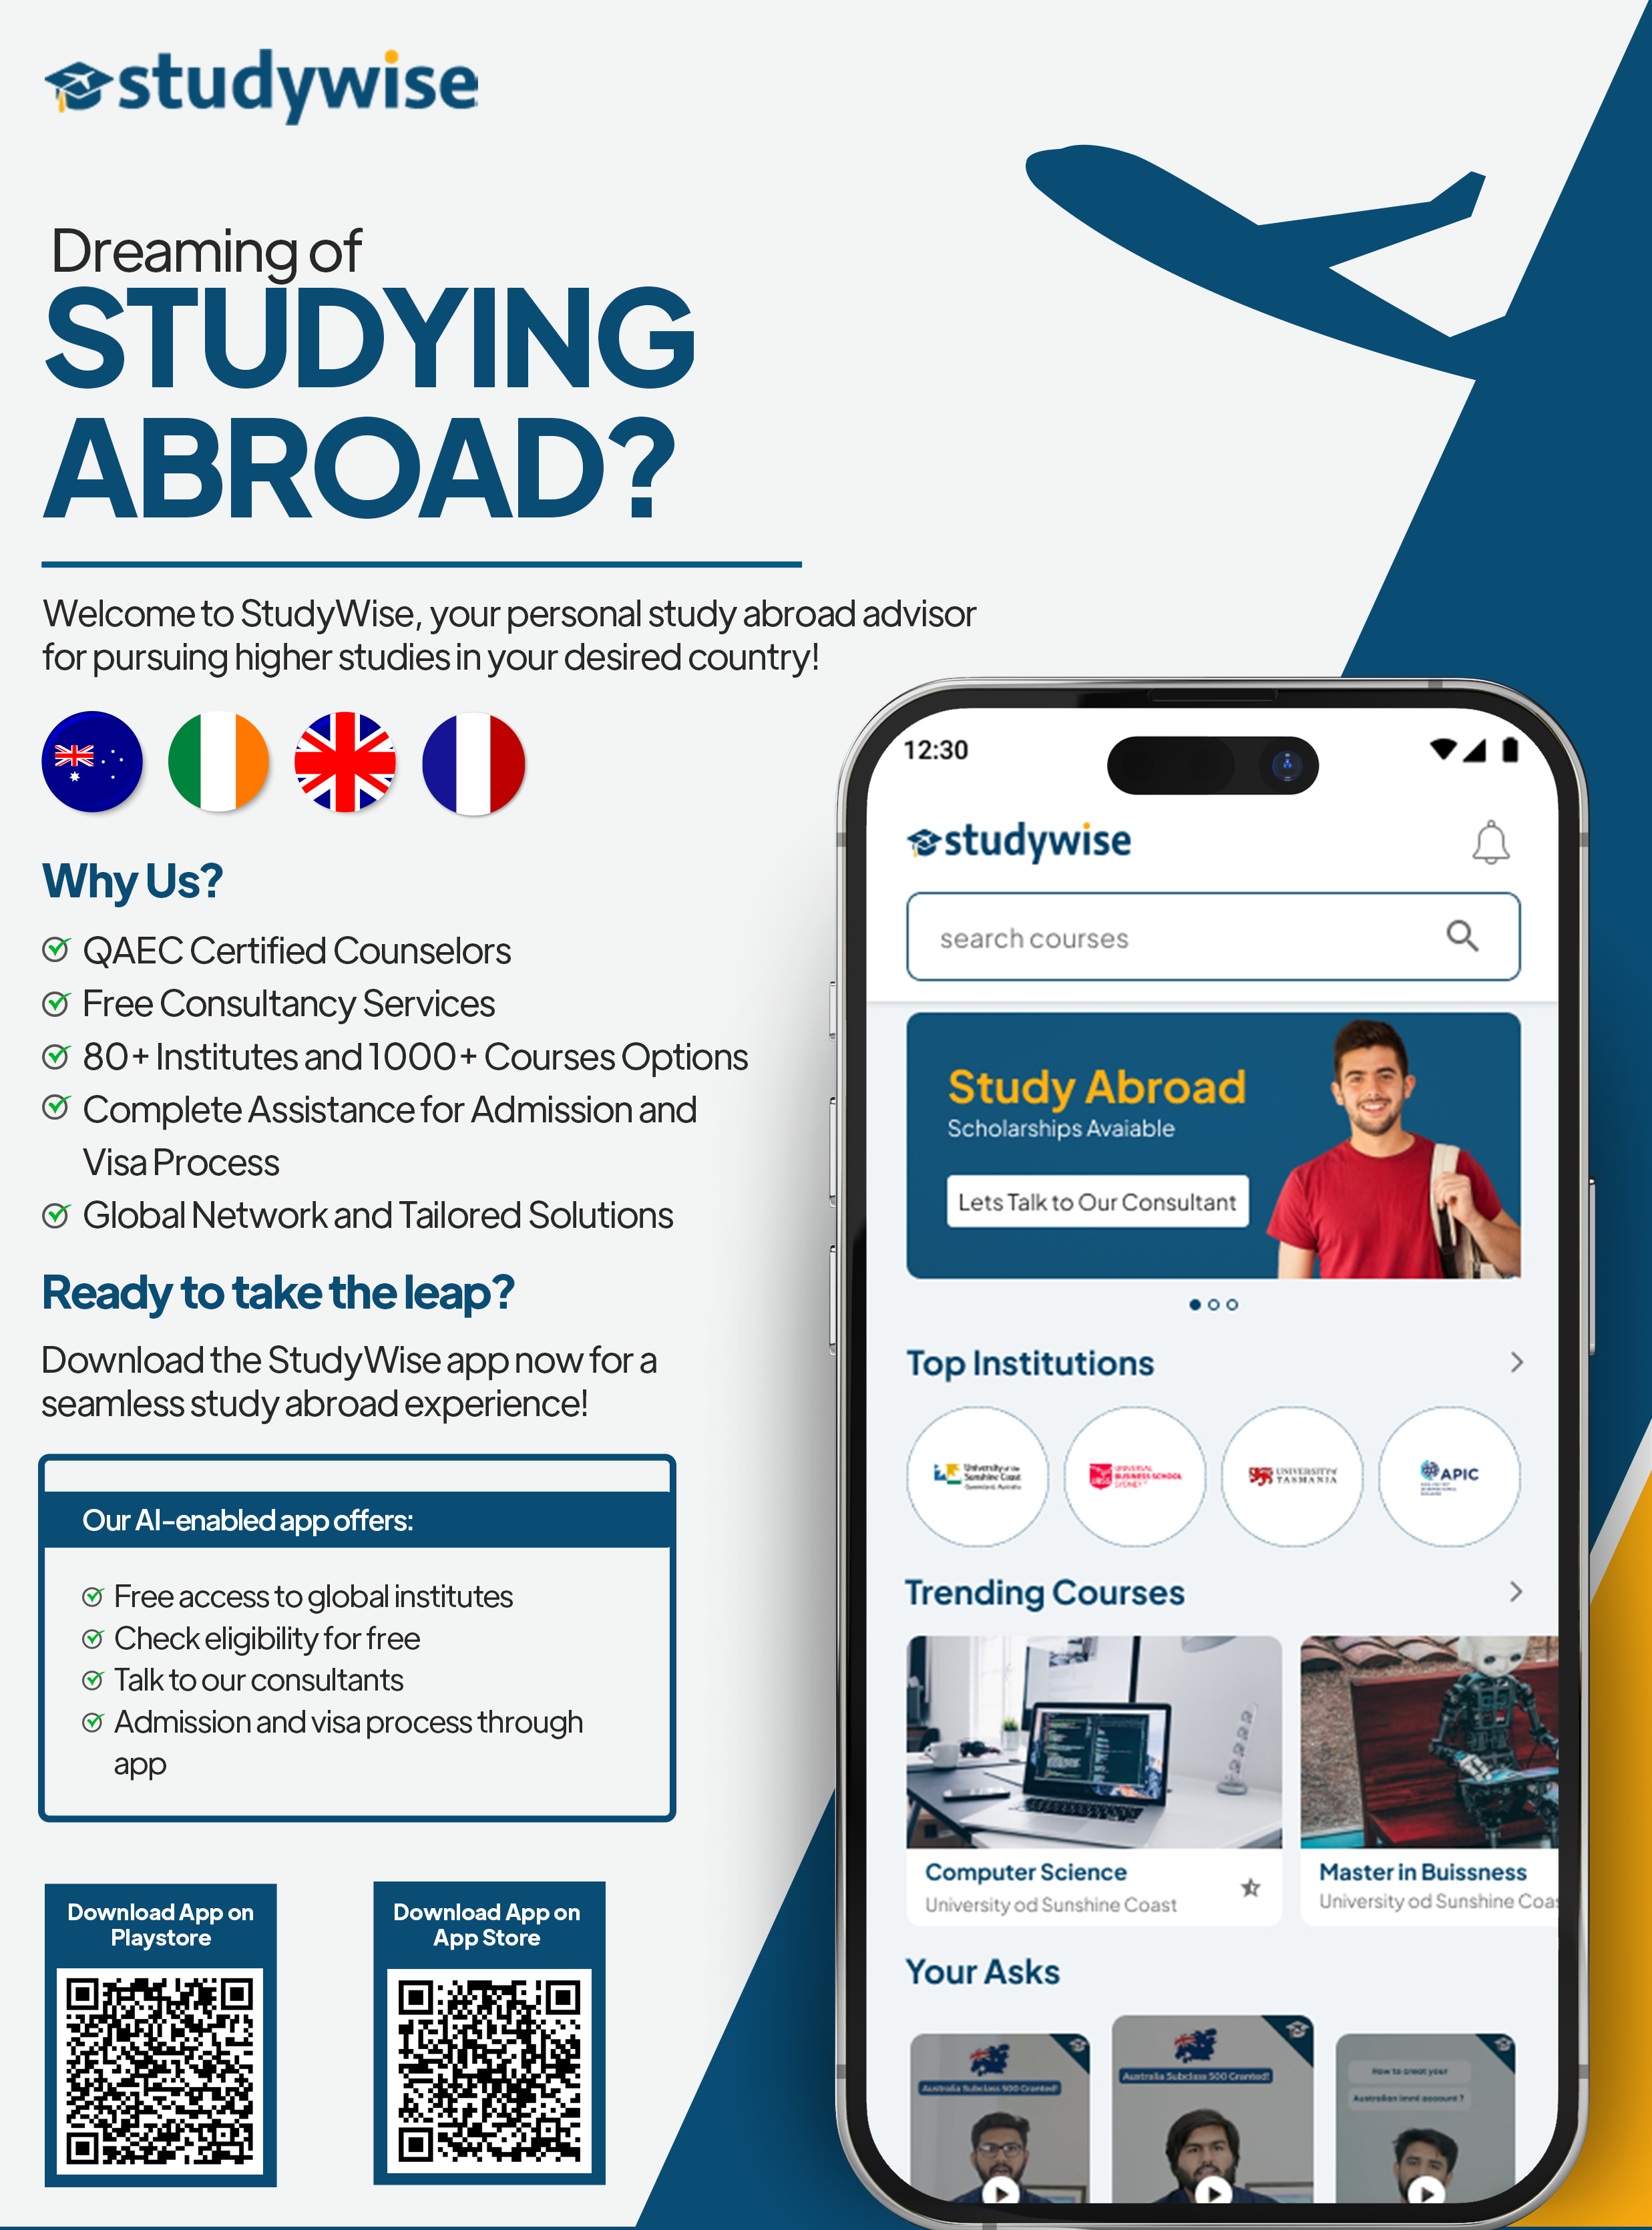 studywise
Dreaming of
STUDYING
ABROAD?
Welcome to StudyWise, your personal study abroad advisor
for pursuing higher studies in your desired country!
Why Us?
QAEC Certified Counselors
Free Consultancy Services
80+ Institutes and 1000+ Courses Options
Complete Assistance for Admission and
Visa Process
Global Network and Tailored Solutions
Ready to take the leap?
Download the StudyWise app now for a
seamless study abroad experience!
Our AI-enabled app offers:
Free access to global institutes
Check eligibility for free
Talk to our consultants
Admission and visa process through
app
Download App on
Playstore
Download App on
App Store
12:30
studywise
search courses
Study Abroad
Scholarships Avaiable
Lets Talk to Our Consultant
Top Institutions
University of the
Sunshine Coast
Queensland, Australia
UNIVERSAL
BUSINESS SCHOOL
SYDNEY
UNIVERSITY of
TASMANIA
APIC
Trending Courses
Computer Science
University od Sunshine Coast
Master in Buissness
University od Sunshine Coas
Your Asks
Australia Subclass 500 Granted!
Australia Subclass 500 Granted!
How to creat your
Australian immi account ?